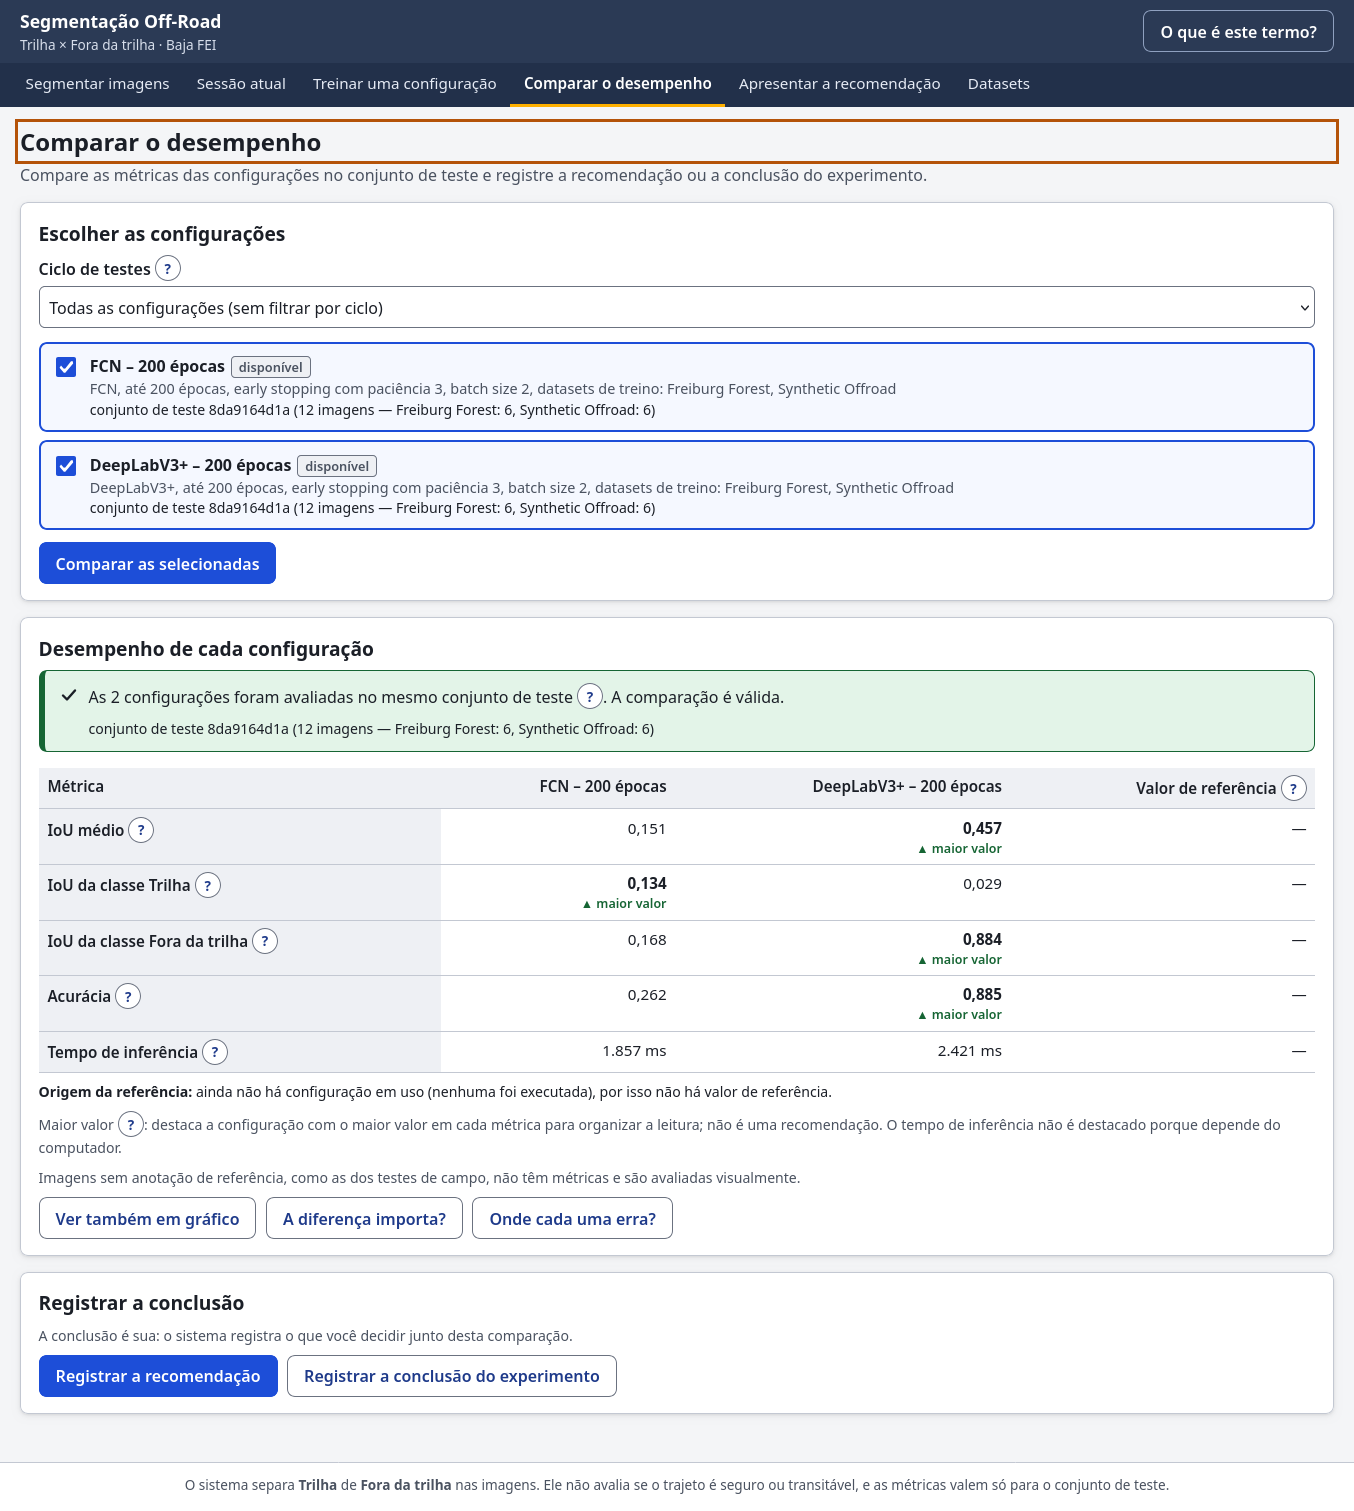 Segmentação Off-Road
Trilha × Fora da trilha · Baja FEI
O que é este termo?
Segmentar imagens Sessão atual Treinar uma configuração Comparar o desempenho Apresentar a recomendação Datasets
Comparar o desempenho
Compare as métricas das configurações no conjunto de teste e registre a recomendação ou a conclusão do experimento.
Escolher as configurações
Ciclo de testes ?
Todas as configurações (sem filtrar por ciclo)
FCN – 200 épocas disponível
FCN, até 200 épocas, early stopping com paciência 3, batch size 2, datasets de treino: Freiburg Forest, Synthetic Offroad
conjunto de teste 8da9164d1a (12 imagens — Freiburg Forest: 6, Synthetic Offroad: 6)
DeepLabV3+ – 200 épocas disponível
DeepLabV3+, até 200 épocas, early stopping com paciência 3, batch size 2, datasets de treino: Freiburg Forest, Synthetic Offroad
conjunto de teste 8da9164d1a (12 imagens — Freiburg Forest: 6, Synthetic Offroad: 6)
Comparar as selecionadas
Desempenho de cada configuração
As 2 configurações foram avaliadas no mesmo conjunto de teste ?. A comparação é válida.
conjunto de teste 8da9164d1a (12 imagens — Freiburg Forest: 6, Synthetic Offroad: 6)
Métrica FCN – 200 épocas DeepLabV3+ – 200 épocas Valor de referência ?
IoU médio ? 0,151 0,457 —
▲ maior valor
IoU da classe Trilha ? 0,134 0,029 —
▲ maior valor
IoU da classe Fora da trilha ? 0,168 0,884 —
▲ maior valor
Acurácia ? 0,262 0,885 —
▲ maior valor
Tempo de inferência ? 1.857 ms 2.421 ms —
Origem da referência: ainda não há configuração em uso (nenhuma foi executada), por isso não há valor de referência.
Maior valor ?: destaca a configuração com o maior valor em cada métrica para organizar a leitura; não é uma recomendação. O tempo de inferência não é destacado porque depende do
computador.
Imagens sem anotação de referência, como as dos testes de campo, não têm métricas e são avaliadas visualmente.
Ver também em gráfico A diferença importa? Onde cada uma erra?
Registrar a conclusão
A conclusão é sua: o sistema registra o que você decidir junto desta comparação.
Registrar a recomendação Registrar a conclusão do experimento
O sistema separa Trilha de Fora da trilha nas imagens. Ele não avalia se o trajeto é seguro ou transitável, e as métricas valem só para o conjunto de teste.